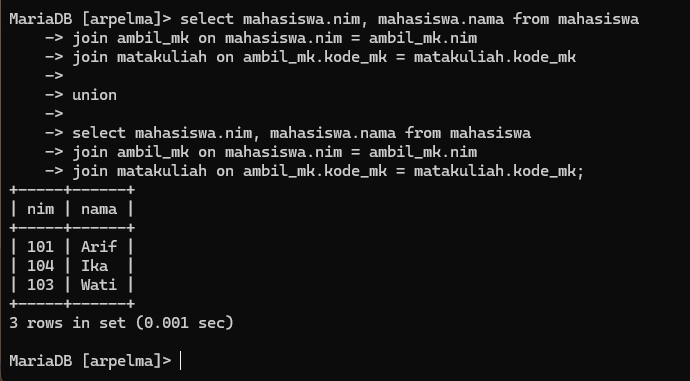 MariaDB [arpelma]> select mahasiswa.nim, mahasiswa.nama from mahasiswa
    -> join ambil_mk on mahasiswa.nim = ambil_mk.nim
    -> join matakuliah on ambil_mk.kode_mk = matakuliah.kode_mk
    ->
    -> union
    ->
    -> select mahasiswa.nim, mahasiswa.nama from mahasiswa
    -> join ambil_mk on mahasiswa.nim = ambil_mk.nim
    -> join matakuliah on ambil_mk.kode_mk = matakuliah.kode_mk;
+-----+------+
| nim | nama |
+-----+------+
| 101 | Arif |
| 104 | Ika  |
| 103 | Wati |
+-----+------+
3 rows in set (0.001 sec)

MariaDB [arpelma]>